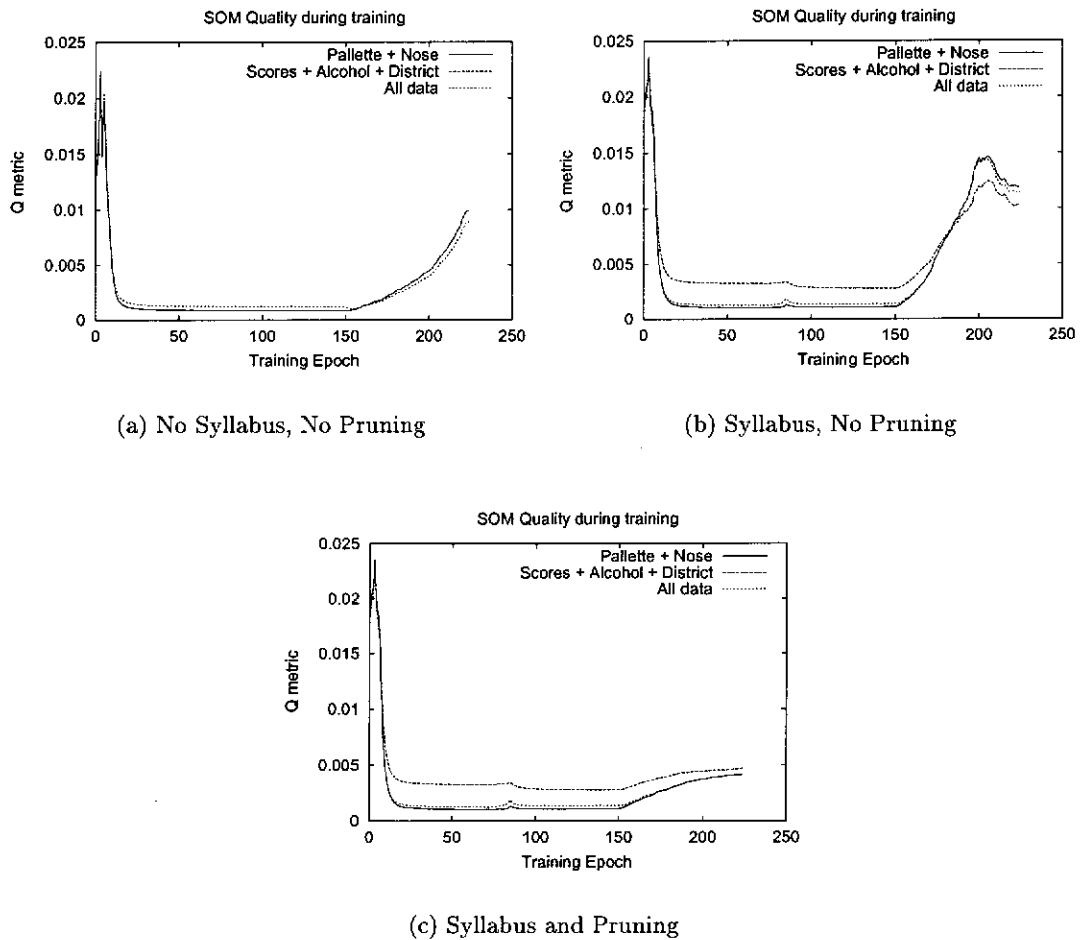 SOM Quality during training
0.025
0.02
0.015
0.01
0.005
0
Q metric
Pallette + Nose
Scores + Alcohol + District
All data
0 50 100 150 200 250
Training Epoch
(a) No Syllabus, No Pruning
SOM Quality during training
0.025
0.02
0.015
0.01
0.005
0
Q metric
Pallette + Nose
Scores + Alcohol + District
All data
0 50 100 150 200 250
Training Epoch
(b) Syllabus, No Pruning
SOM Quality during training
0.025
0.02
0.015
0.01
0.005
0
Q metric
Pallette + Nose
Scores + Alcohol + District
All data
0 50 100 150 200 250
Training Epoch
(c) Syllabus and Pruning